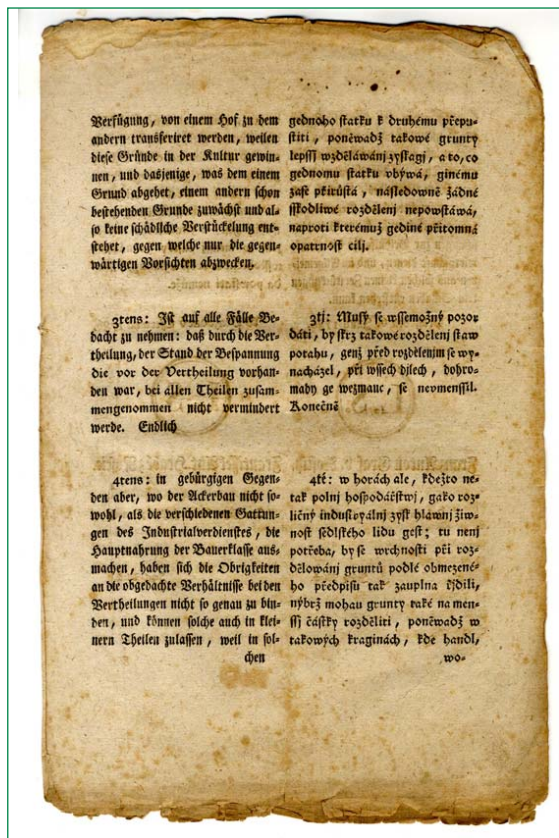 Verfügung, von einem Hof zu dem
andern transferiret werden, weilen
diese Gründe in der Kultur gewin-
nen, und dasjenige, was dem einem
Grund abgehet, einem andern schon
bestehenden Grunde zuwächst und al-
so keine schädliche Verstückelung ent-
stehet, gegen welche nur die gegen-
wärtigen Vorsichten abzwecken.
3tens: Ist auf alle Fälle Be-
dacht zu nehmen: daß durch die Ver-
theilung, der Stand der Bespannung
die vor der Vertheilung vorhan-
den war, bei allen Theilen zusam-
mengenommen nicht vermindert
werde. Endlich
4tens: in gebürgigen Gegen-
den aber, wo der Ackerbau nicht so-
wohl, als die verschiedenen Gattun-
gen des Industrialverdienstes, die
Hauptnahrung der Bauerklasse aus-
machen, haben sich die Obrigkeiten
an die obgedachte Verhältnisse bei den
Vertheilungen nicht so genau zu bin-
den, und können solche auch in klei-
nern Theilen zulassen, weil in sol-
chen
gednoho statku k druhému přepu-
stiti, poněwadž takowé grunty
lepssý wzděláwánj zyskagj, a to, co
gednomu statku ubýwá, ginému
zase přirůstá, následowně žádné
sskodliwé rozdělenj nepowstáwá,
naproti kterémuž gedině přitomná
opatrnost cilj.
3tj: Musý se wssemožný pozor
dáti, by skrz takowé rozdělenj staw
potahu, genž před rozdělenjm se wy-
nacházel, při wssech djlech, dohro-
mady ge wezmauc, se neumenssil.
Konečně
4té: w horách ale, kdežto ne-
tak polnj hospodářstwj, gako roz-
ličný industryálnj zysk hlawnj žiw-
nost sedlského lidu gest; tu nenj
potřeba, by se wrchnosti při roz-
dělowánj gruntů podlé obmezené-
ho předpisu tak zauplna řjdili,
nýbrž mohau grunty také na men-
ssj částky rozděliti, poněwadž w
takowých kraginách, kde handl,
wo-